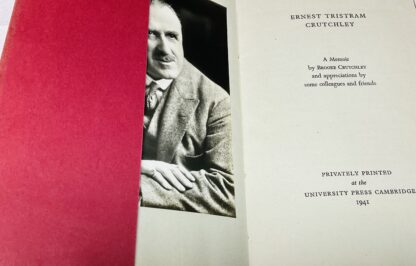 ERNEST TRISTRAM
CRUTCHLEY
A Memoir
by BROOKE CRUTCHLEY
and appreciations by
some colleagues and friends
PRIVATELY PRINTED
at the
UNIVERSITY PRESS CAMBRIDGE
1941